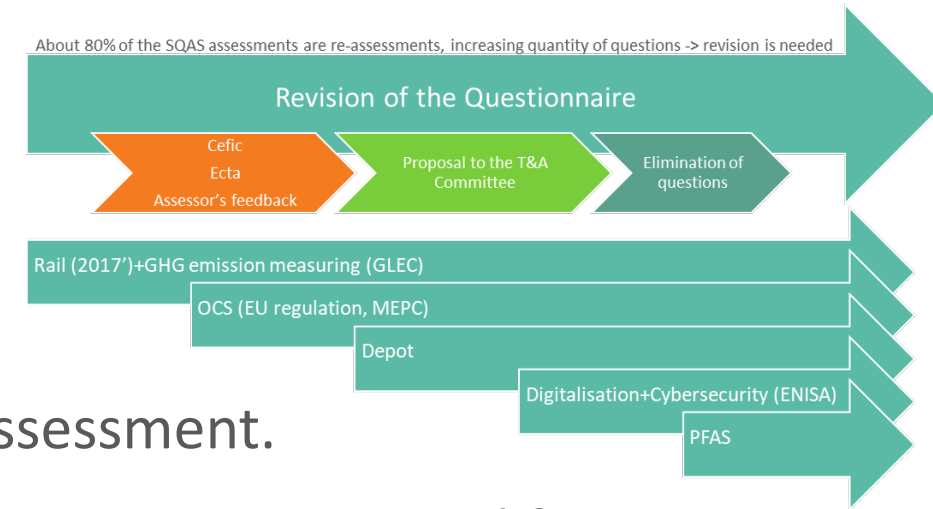 About 80% of the SQAS assessments are re-assessments, increasing quantity of questions -> revision is needed
Revision of the Questionnaire
Cefic
Ecta
Assessor's feedback
Proposal to the T&A
Committee
Elimination of
questions
Rail (2017')+GHG emission measuring (GLEC)
OCS (EU regulation, MEPC)
Depot
Digitalisation+Cybersecurity (ENISA)
PFAS
ssessment.